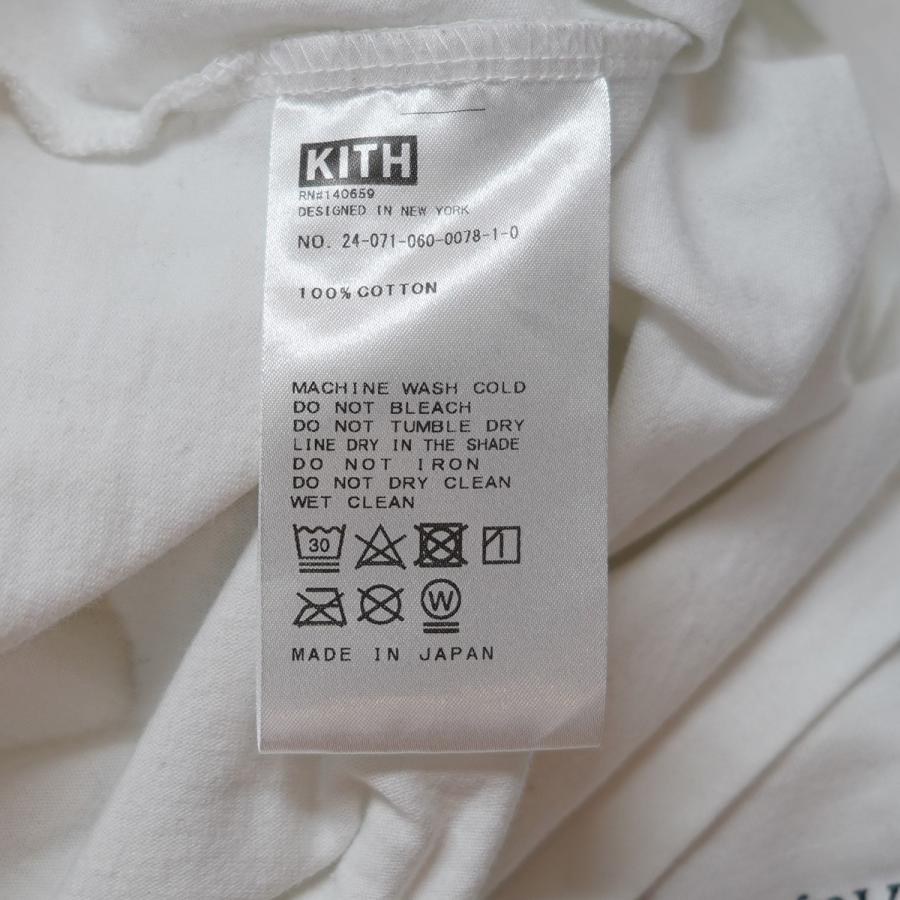 KITH
RN#140659
DESIGNED IN NEW YORK
NO. 24-071-060-0078-1-0
100% COTTON
MACHINE WASH COLD
DO NOT BLEACH
DO NOT TUMBLE DRY
LINE DRY IN THE SHADE
DO NOT IRON
DO NOT DRY CLEAN
WET CLEAN
30
W
MADE IN JAPAN